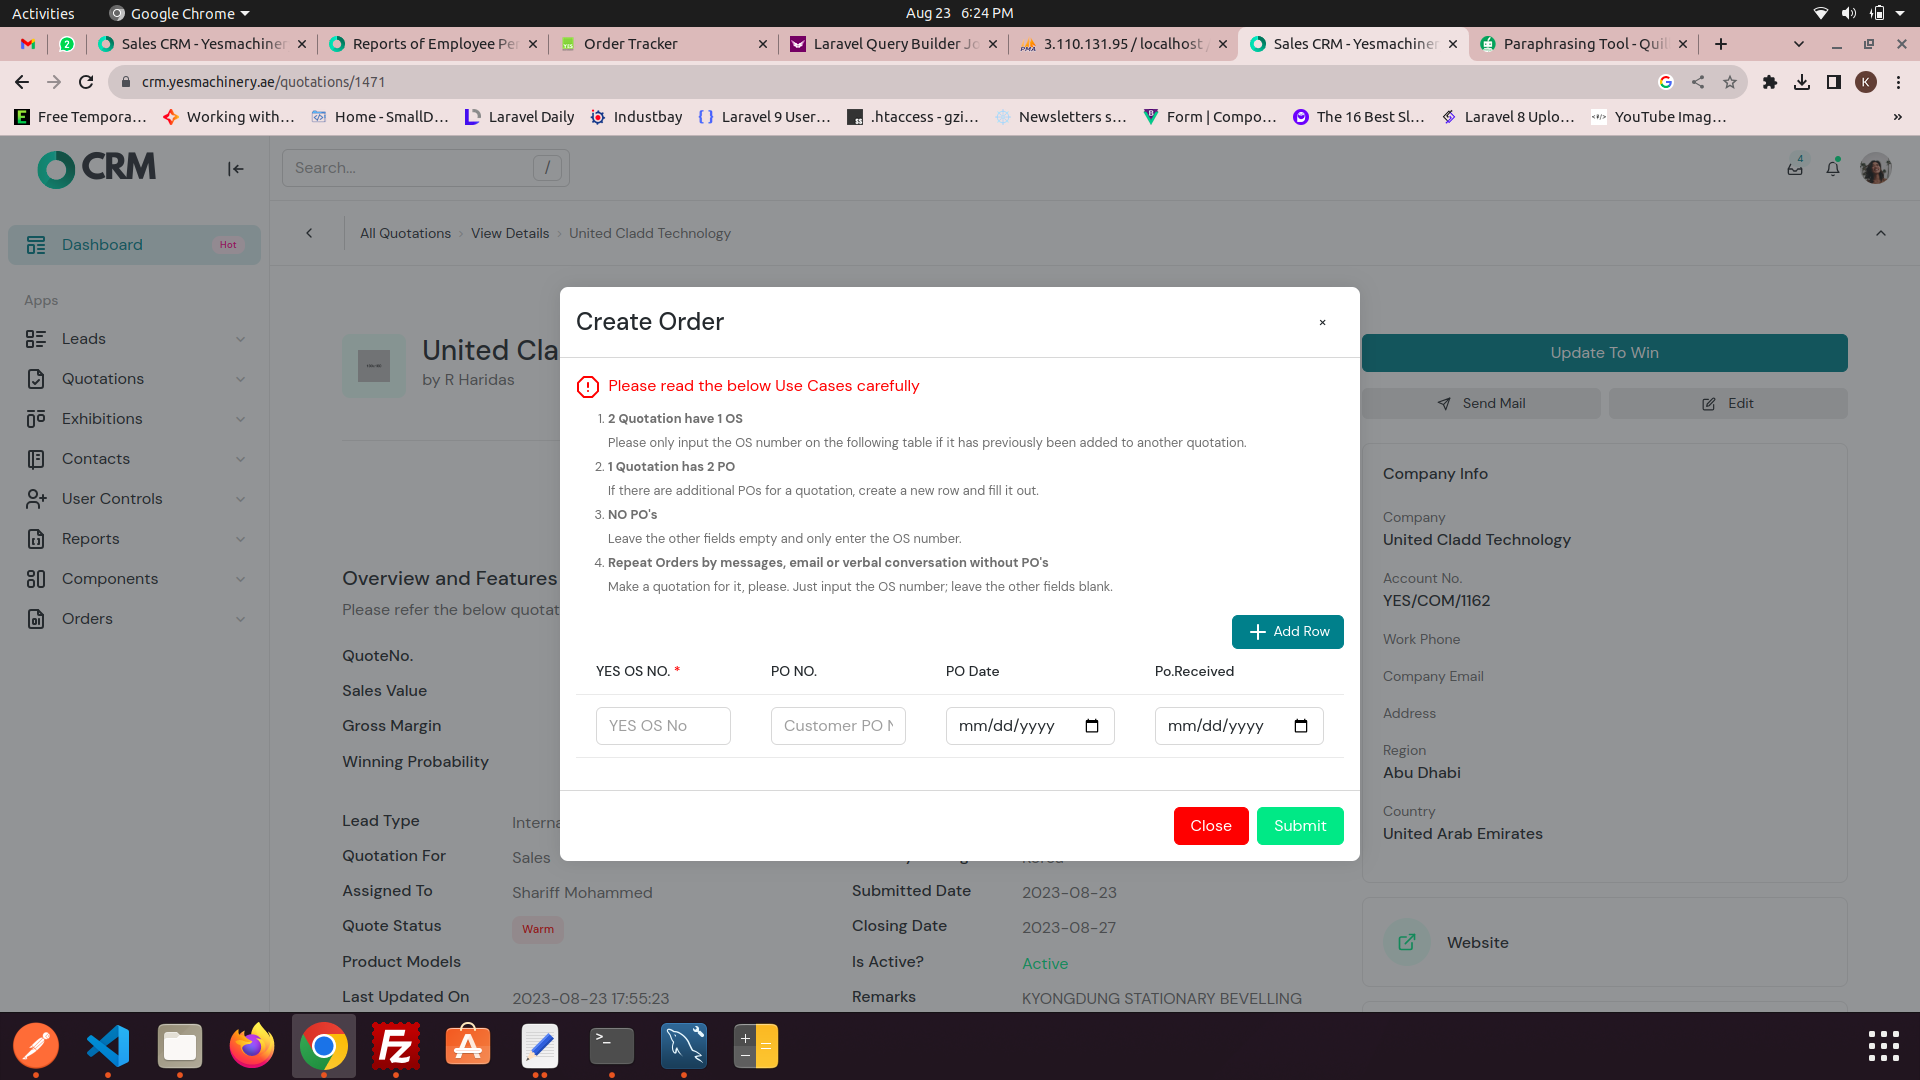 Activities
Google Chrome
Aug 23 6:24 PM
2
Sales CRM - Yesmachiner
Reports of Employee Pe
Order Tracker
Laravel Query Builder Jo
3.110.131.95 / localhost /
Sales CRM - Yesmachiner
Paraphrasing Tool - Quil
crm.yesmachinery.ae/quotations/1471
K
Free Tempora...
Working with...
Home - SmallD...
Laravel Daily
Industbay
Laravel 9 User...
.htaccess - gzi...
Newsletters s...
Form | Compo...
The 16 Best Sl...
Laravel 8 Uplo...
YouTube Imag...
»
CRM
Search...
/
4
Dashboard
Hot
All Quotations › View Details › United Cladd Technology
Apps
Leads
Quotations
Exhibitions
Contacts
User Controls
Reports
Components
Orders
United Cla
by R Haridas
Create Order
×
Please read the below Use Cases carefully
1. 2 Quotation have 1 OS
Please only input the OS number on the following table if it has previously been added to another quotation.
2. 1 Quotation has 2 PO
If there are additional POs for a quotation, create a new row and fill it out.
3. NO PO's
Leave the other fields empty and only enter the OS number.
4. Repeat Orders by messages, email or verbal conversation without PO's
Make a quotation for it, please. Just input the OS number; leave the other fields blank.
Add Row
YES OS NO. *
PO NO.
PO Date
Po.Received
YES OS No
Customer PO N
mm/dd/yyyy
mm/dd/yyyy
Close
Submit
Overview and Features
Please refer the below quotat
QuoteNo.
Sales Value
Gross Margin
Winning Probability
Lead Type
Interna
Quotation For
Sales
Assigned To
Shariff Mohammed
Submitted Date
2023-08-23
Quote Status
Warm
Closing Date
2023-08-27
Product Models
Is Active?
Active
Last Updated On
2023-08-23 17:55:23
Remarks
KYONGDUNG STATIONARY BEVELLING
Update To Win
Send Mail
Edit
Company Info
Company
United Cladd Technology
Account No.
YES/COM/1162
Work Phone
Company Email
Address
Region
Abu Dhabi
Country
United Arab Emirates
Website